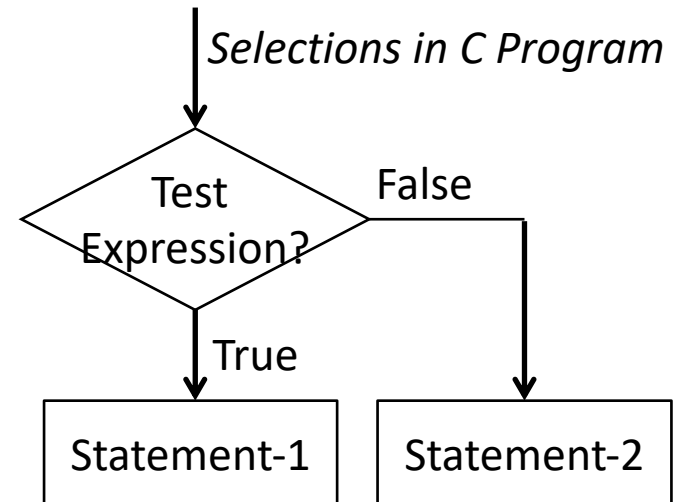 Selections in C Program
Test
Expression?
False
True
Statement-1
Statement-2